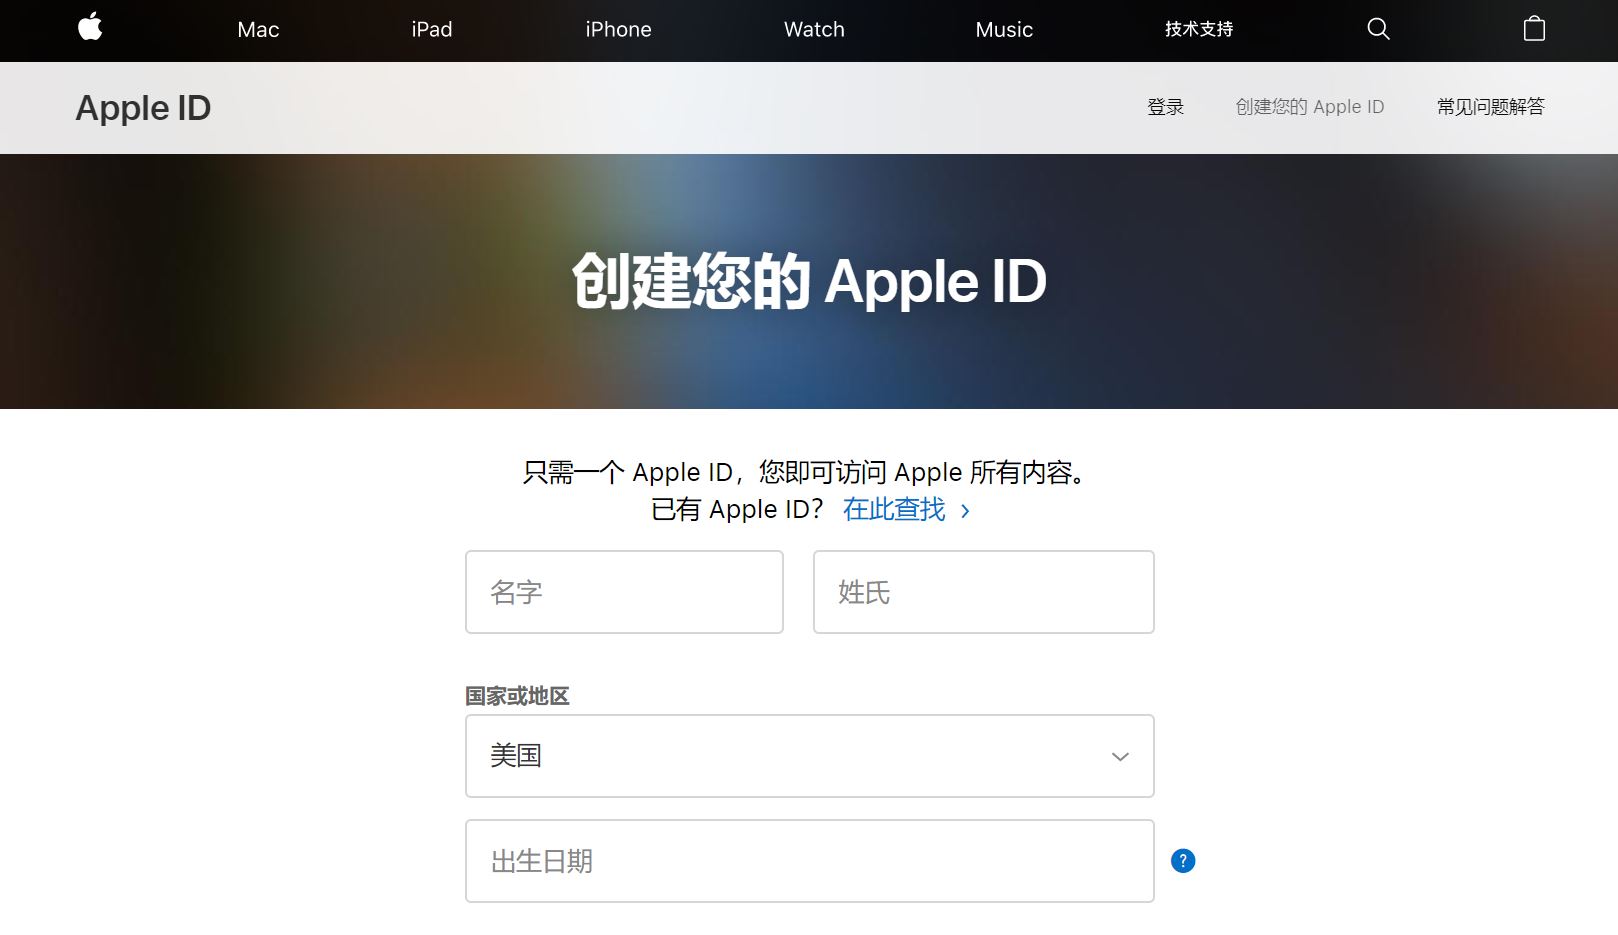 Mac iPad iPhone Watch Music 技术支持
Apple ID 登录 创建您的 Apple ID 常见问题解答
创建您的 Apple ID
只需一个 Apple ID，您即可访问 Apple 所有内容。
已有 Apple ID？ 在此查找 ›
名字 姓氏
国家或地区
美国
出生日期 ?